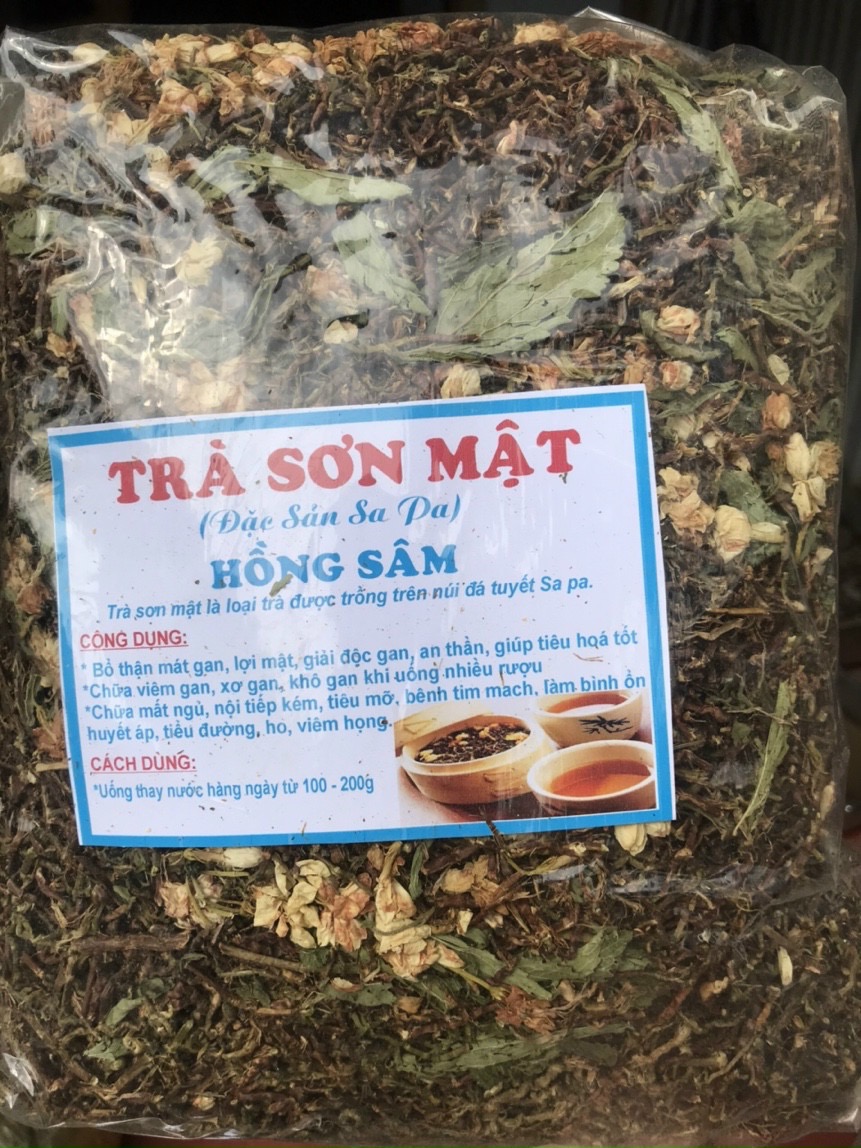 TRÀ SƠN MẬT
(Đặc Sản Sa Pa)
HỒNG SÂM
Trà sơn mật là loại trà được trồng trên núi đá tuyết Sa pa.
CÔNG DỤNG:
* Bổ thận mát gan, lợi mật, giải độc gan, an thần, giúp tiêu hoá tốt
*Chữa viêm gan, xơ gan, khô gan khi uống nhiều rượu
*Chữa mất ngủ, nội tiếp kém, tiêu mỡ, bệnh tim mạch, làm bình ổn
huyết áp, tiểu đường, ho, viêm họng.
CÁCH DÙNG:
*Uống thay nước hàng ngày từ 100 - 200g